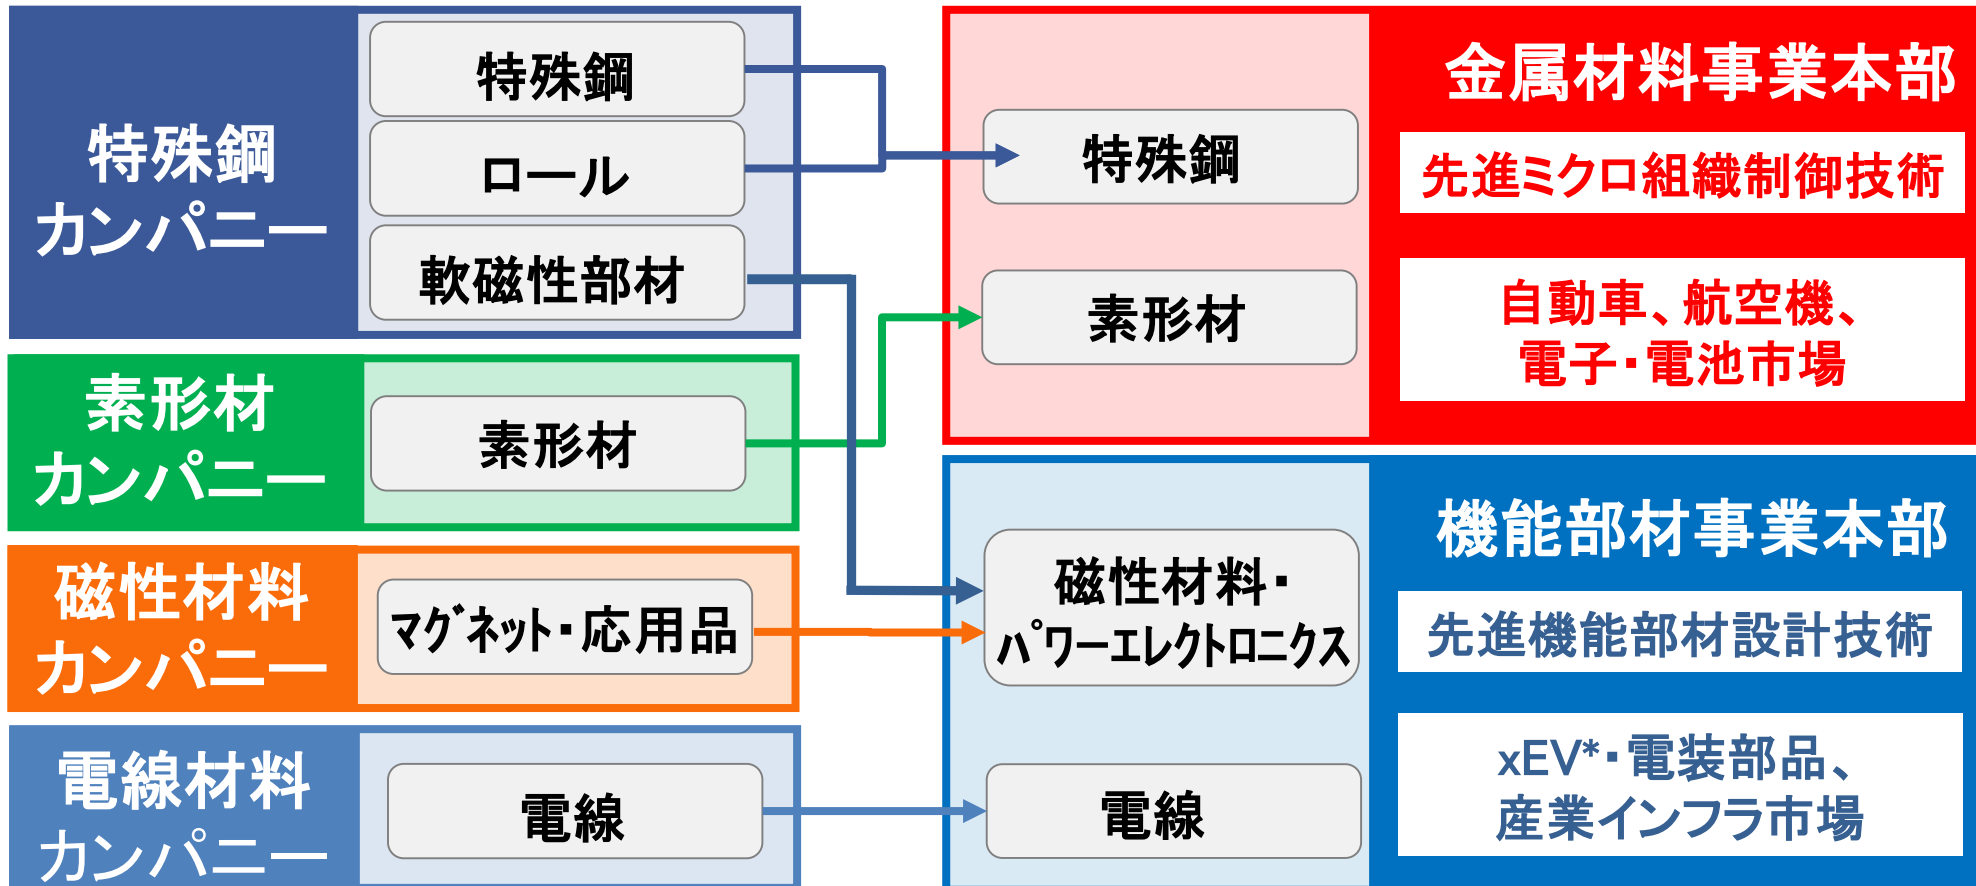 特殊鋼
カンパニー
特殊鋼
ロール
軟磁性部材
素形材
カンパニー
素形材
磁性材料
カンパニー
マグネット・応用品
電線材料
カンパニー
電線
金属材料事業本部
特殊鋼
素形材
先進ミクロ組織制御技術
自動車、航空機、
電子・電池市場
機能部材事業本部
磁性材料・
パワーエレクトロニクス
電線
先進機能部材設計技術
xEV*・電装部品、
産業インフラ市場